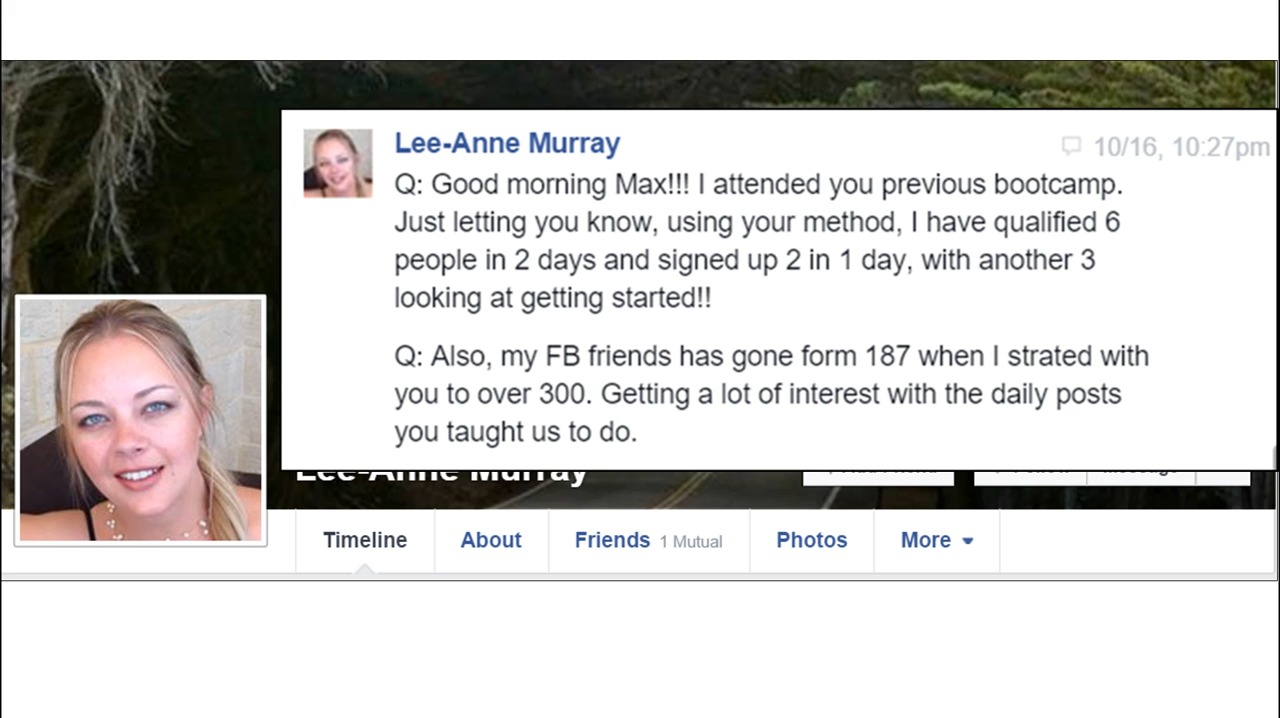 Lee-Anne Murray
10/16, 10:27pm
Q: Good morning Max!!! I attended you previous bootcamp.
Just letting you know, using your method, I have qualified 6
people in 2 days and signed up 2 in 1 day, with another 3
looking at getting started!!
Q: Also, my FB friends has gone form 187 when I strated with
you to over 300. Getting a lot of interest with the daily posts
you taught us to do.
Lee-Anne Murray
Timeline
About
Friends 1 Mutual
Photos
More